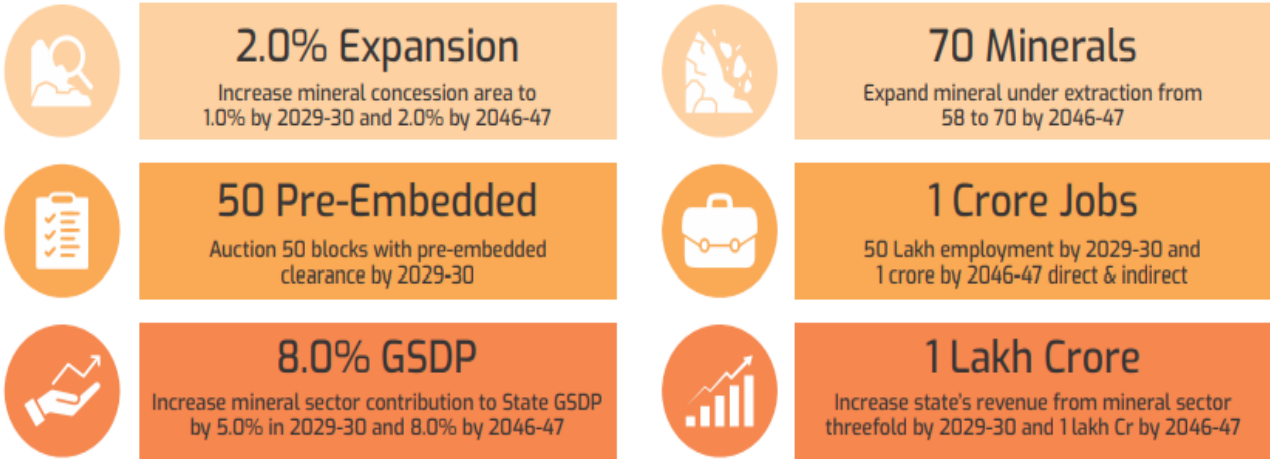 2.0% Expansion
Increase mineral concession area to
1.0% by 2029-30 and 2.0% by 2046-47
70 Minerals
Expand mineral under extraction from
58 to 70 by 2046-47
50 Pre-Embedded
Auction 50 blocks with pre-embedded
clearance by 2029-30
1 Crore Jobs
50 Lakh employment by 2029-30 and
1 crore by 2046-47 direct & indirect
8.0% GSDP
Increase mineral sector contribution to State GSDP
by 5.0% in 2029-30 and 8.0% by 2046-47
1 Lakh Crore
Increase state's revenue from mineral sector
threefold by 2029-30 and 1 lakh Cr by 2046-47